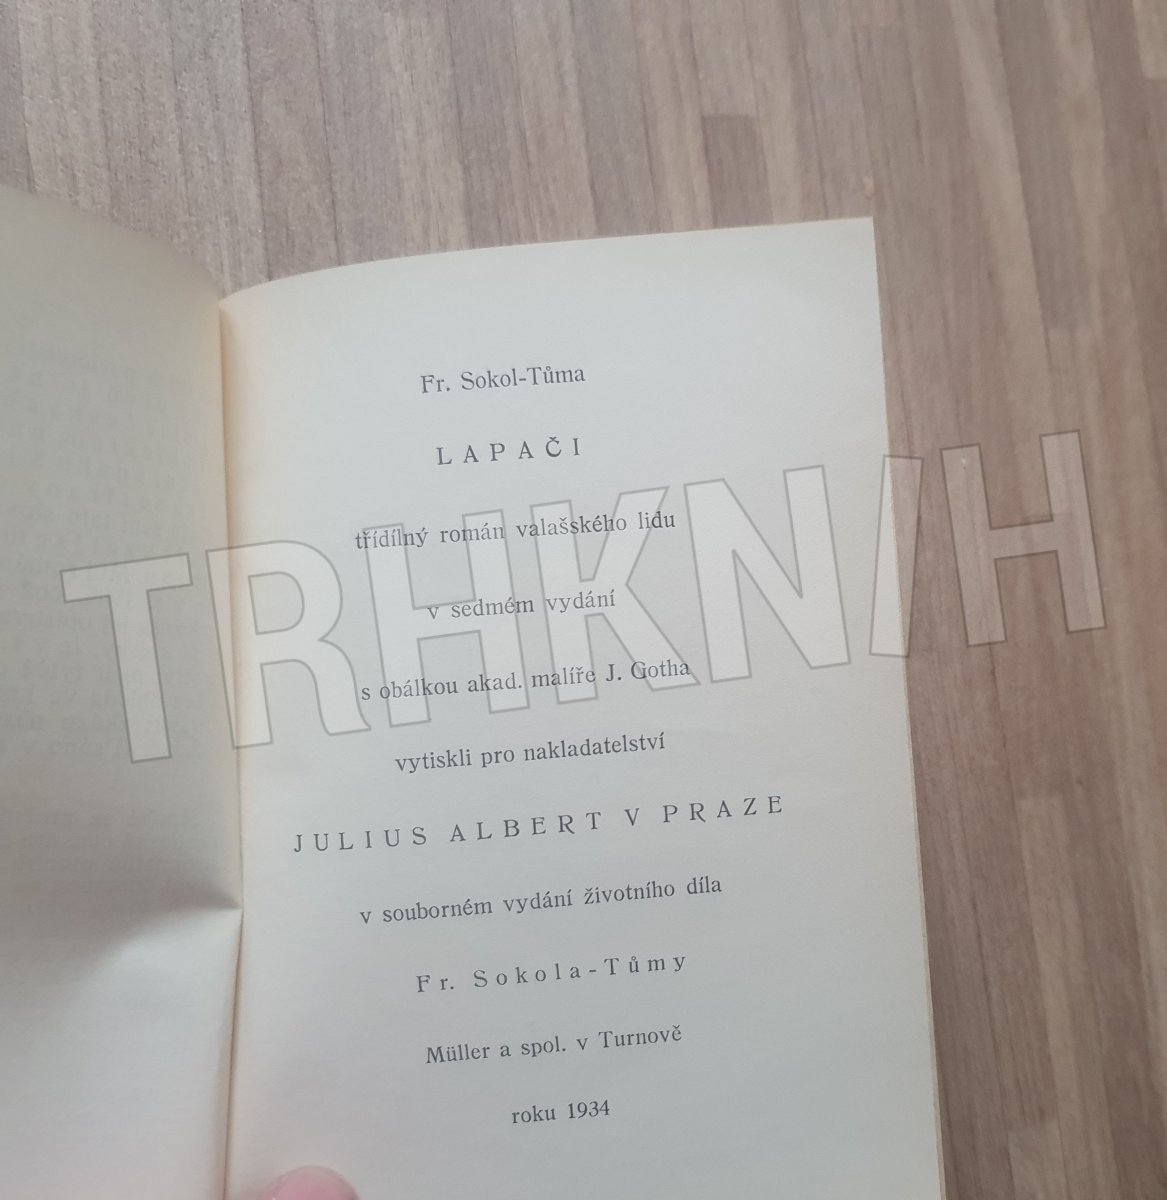 Fr. Sokol-Tůma
LAPAČI
třídílný román valašského lidu
v sedmém vydání
s obálkou akad. malíře J. Gotha
vytiskli pro nakladatelství
JULIUS ALBERT V PRAZE
v souborném vydání životního díla
Fr. Sokola-Tůmy
Müller a spol. v Turnově
roku 1934
TRHKNIH